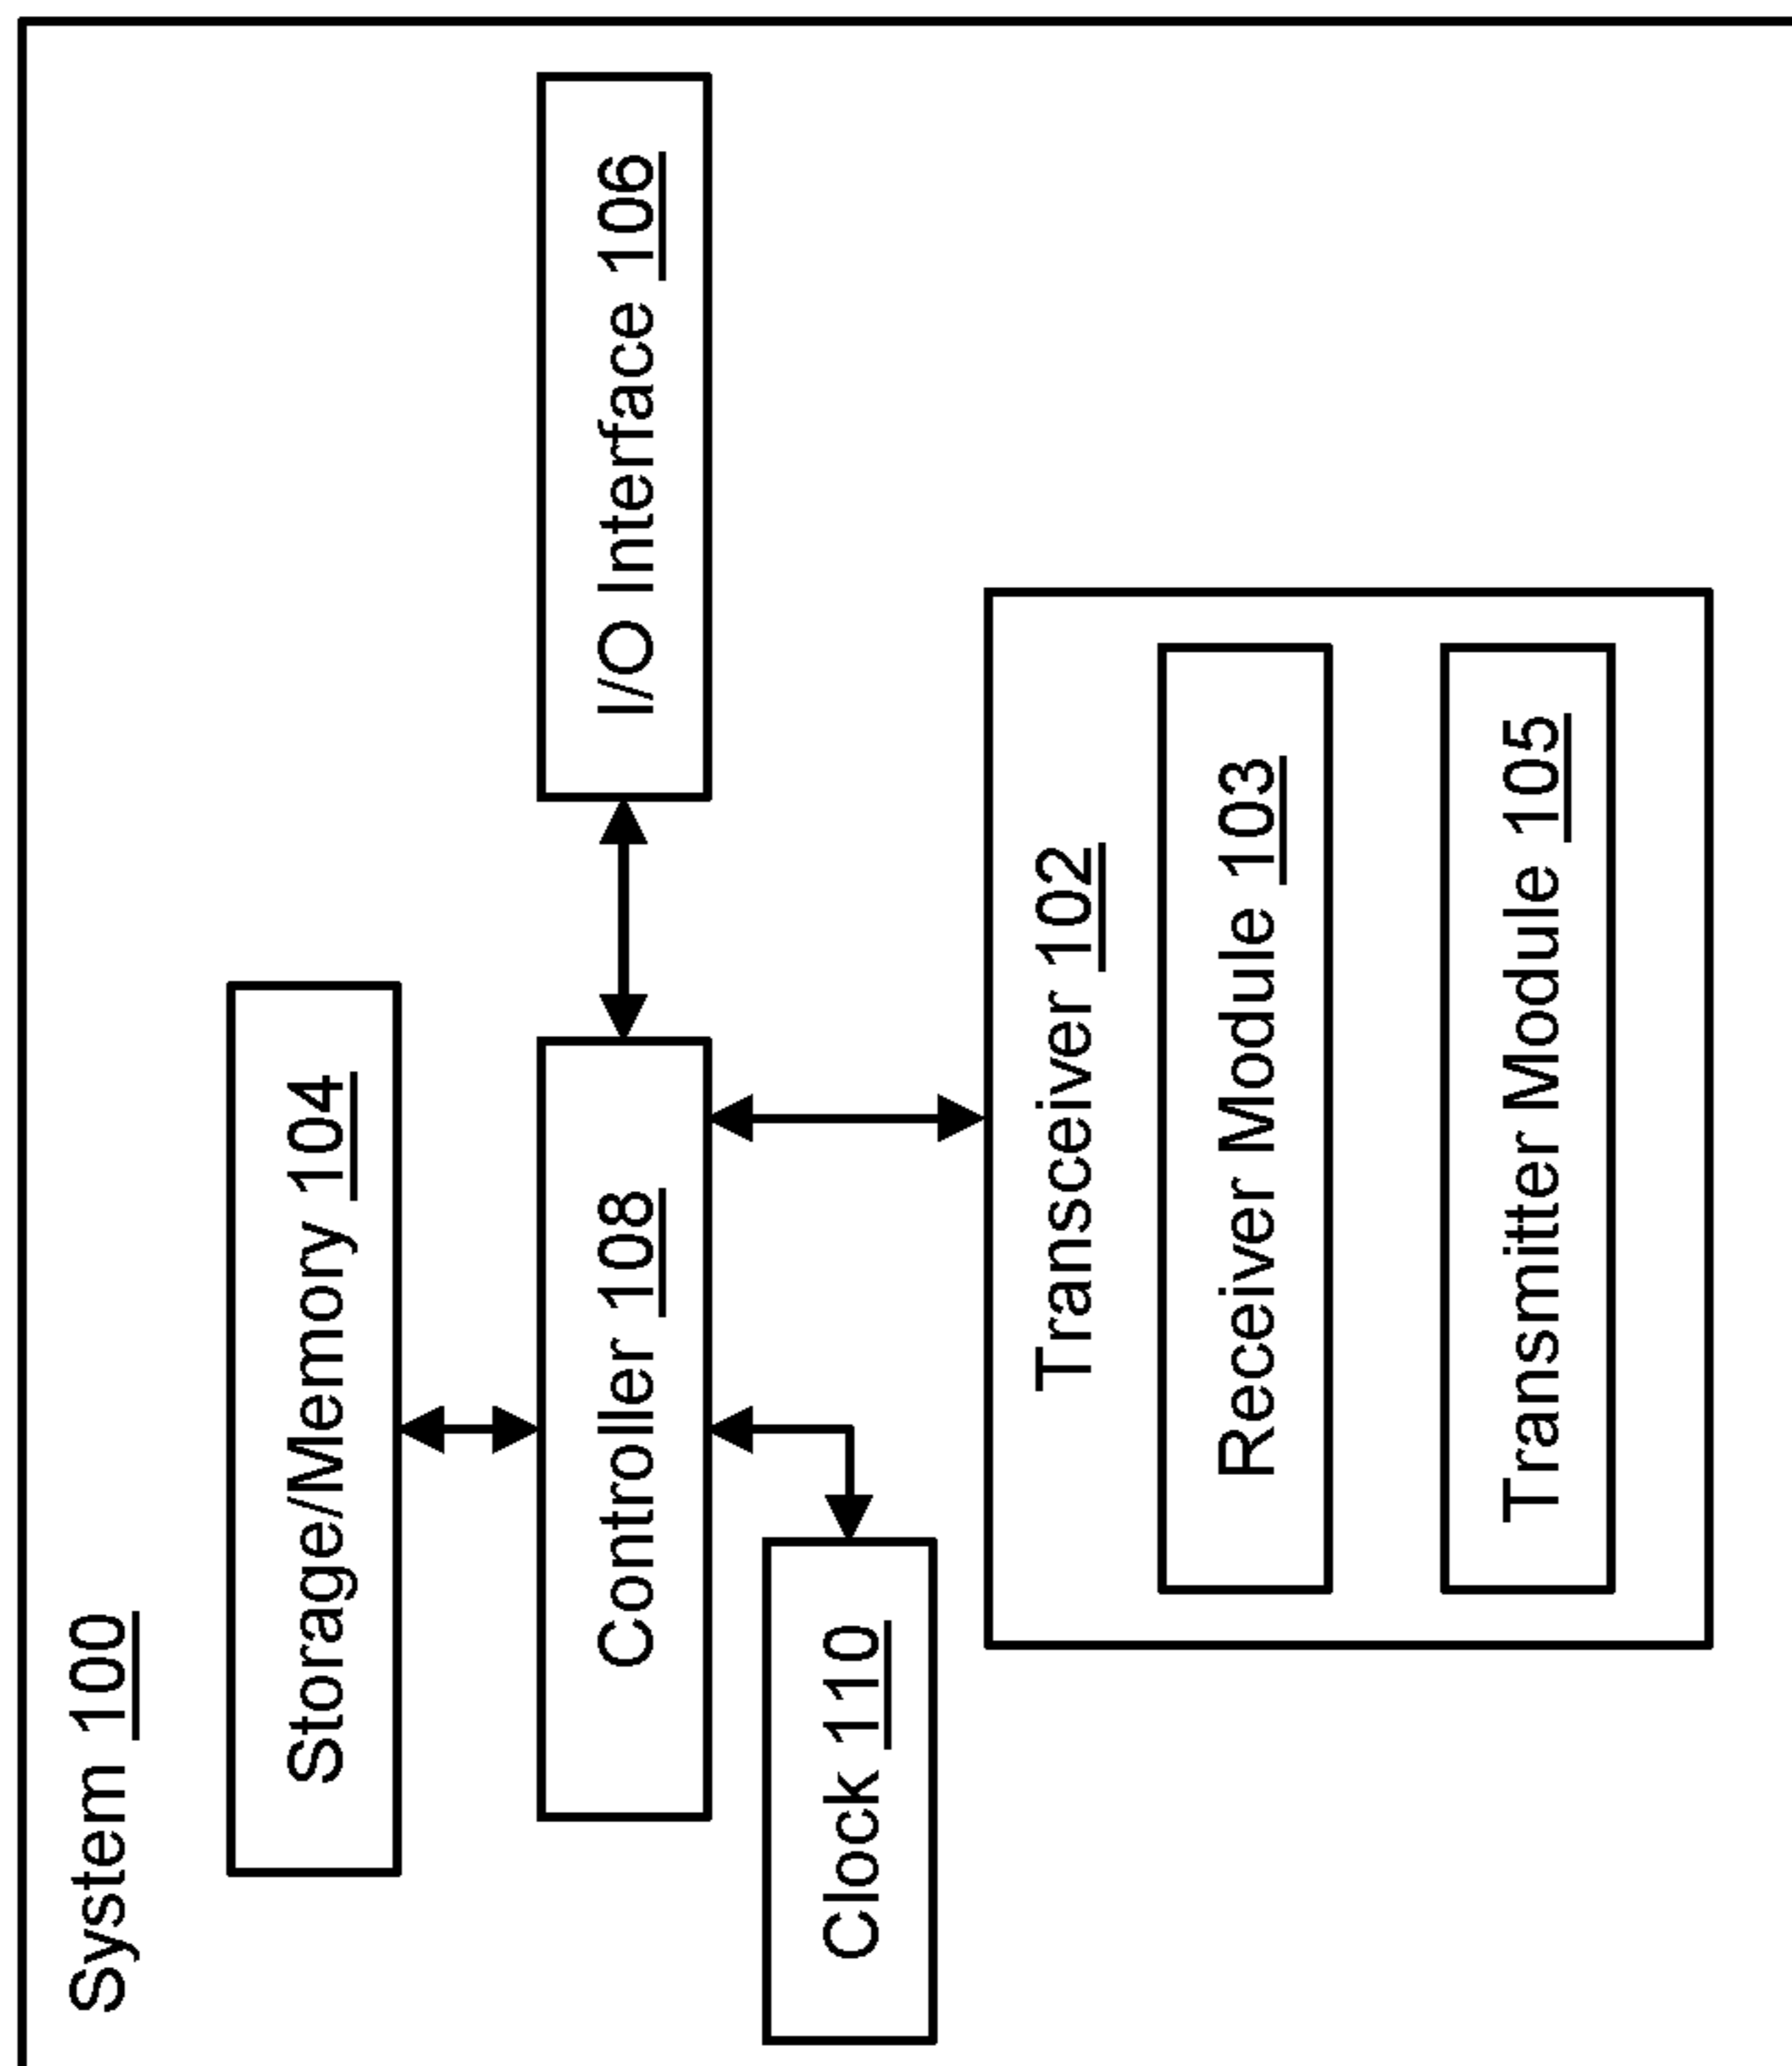 System 100
Storage/Memory 104
Controller 108
I/O Interface 106
Clock 110
Transceiver 102
Receiver Module 103
Transmitter Module 105